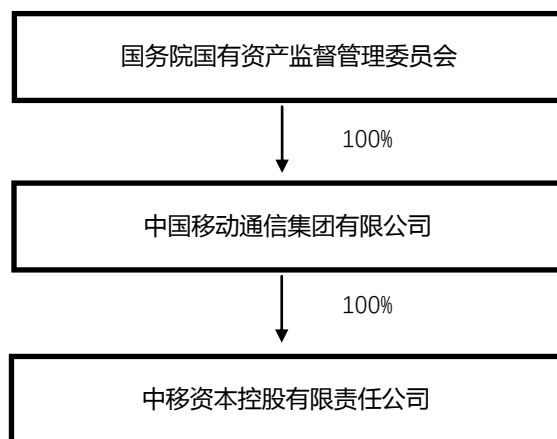 国务院国有资产监督管理委员会
100%
中国移动通信集团有限公司
100%
中移资本控股有限责任公司